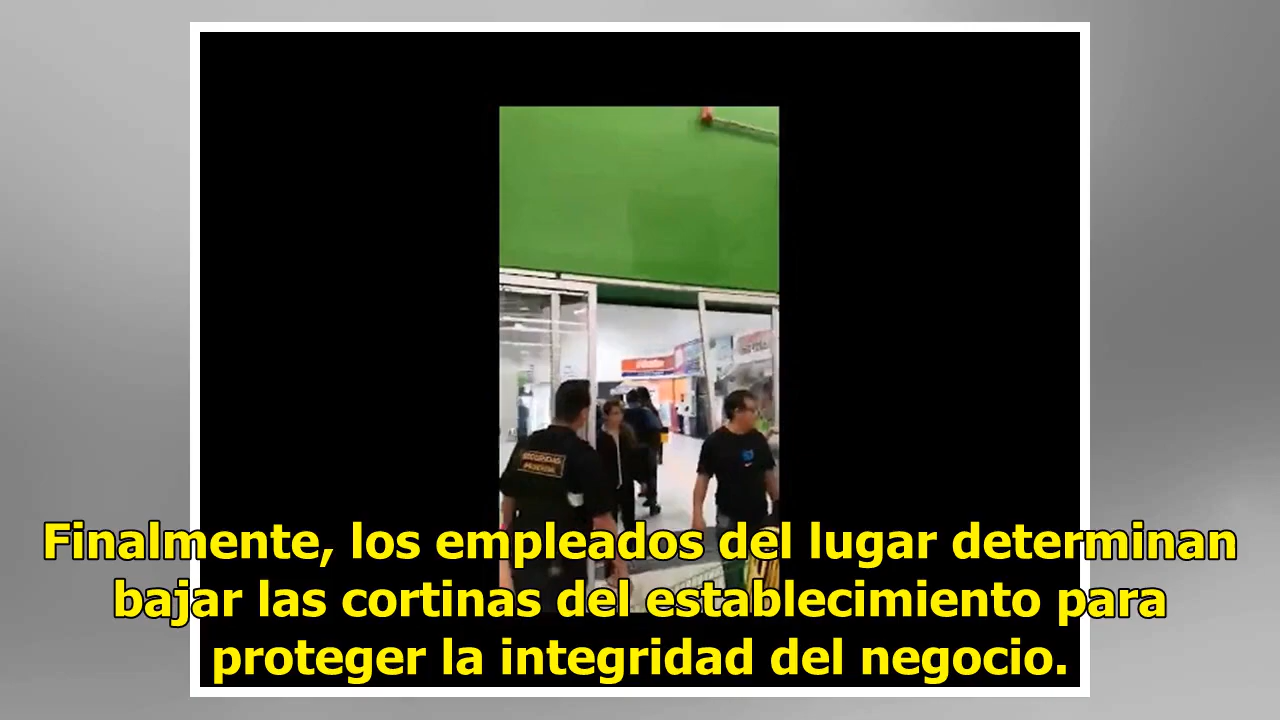 Finalmente, los empleados del lugar determinan
bajar las cortinas del establecimiento para
proteger la integridad del negocio.